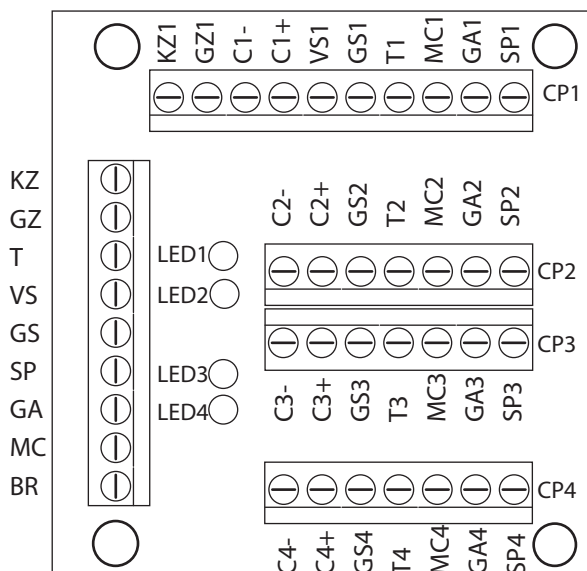 KZ1 GZ1 C1- C1+ VS1 GS1 T1 MC1 GA1 SP1
CP1
KZ
GZ
T
VS
GS
SP
GA
MC
BR
LED1
LED2
LED3
LED4
C2- C2+ GS2 T2 MC2 GA2 SP2
CP2
CP3
C3- C3+ GS3 T3 MC3 GA3 SP3
CP4
C4- C4+ GS4 T4 MC4 GA4 SP4